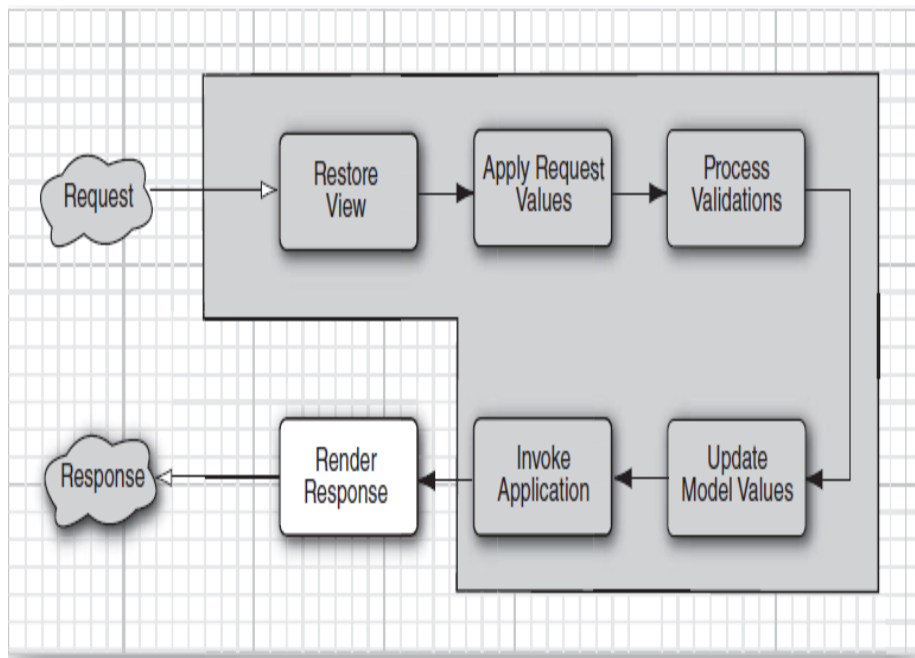 Request
Restore
View
Apply Request
Values
Process
Validations
Response
Render
Response
Invoke
Application
Update
Model Values